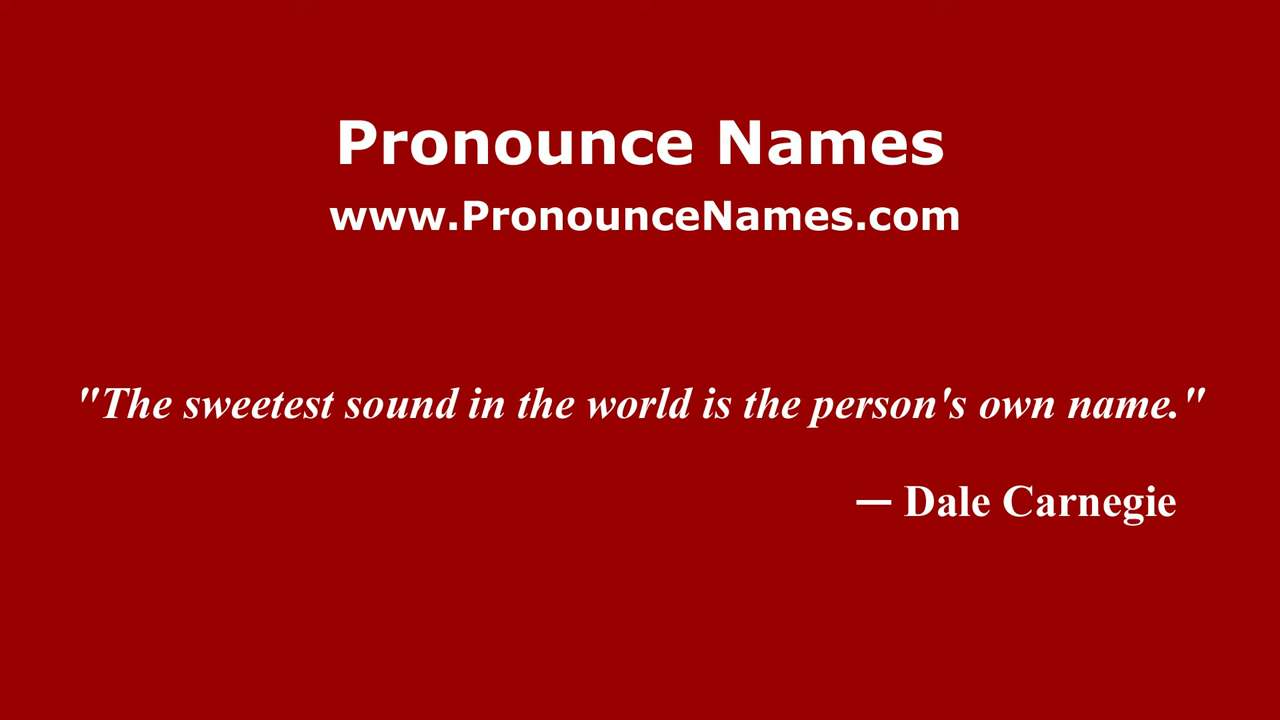 Pronounce Names
www.PronounceNames.com
"The sweetest sound in the world is the person's own name."
— Dale Carnegie